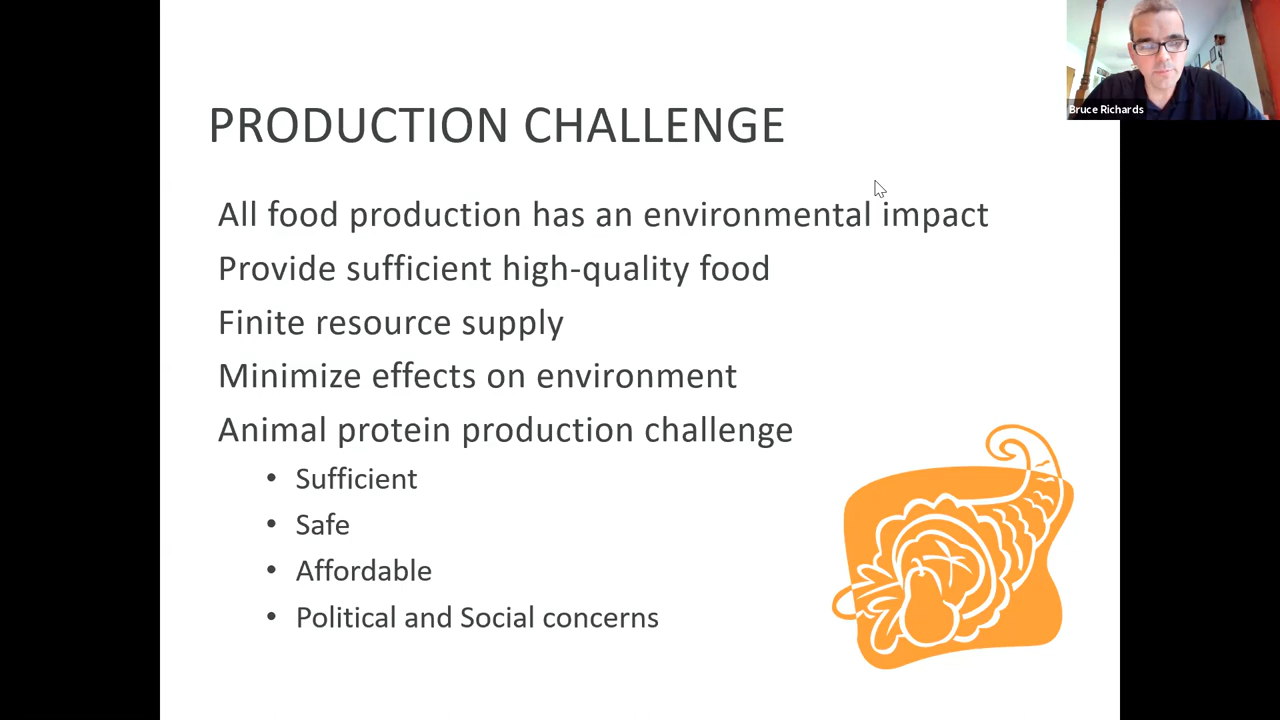 PRODUCTION CHALLENGE
All food production has an environmental impact
Provide sufficient high-quality food
Finite resource supply
Minimize effects on environment
Animal protein production challenge
• Sufficient
• Safe
• Affordable
• Political and Social concerns
Bruce Richards